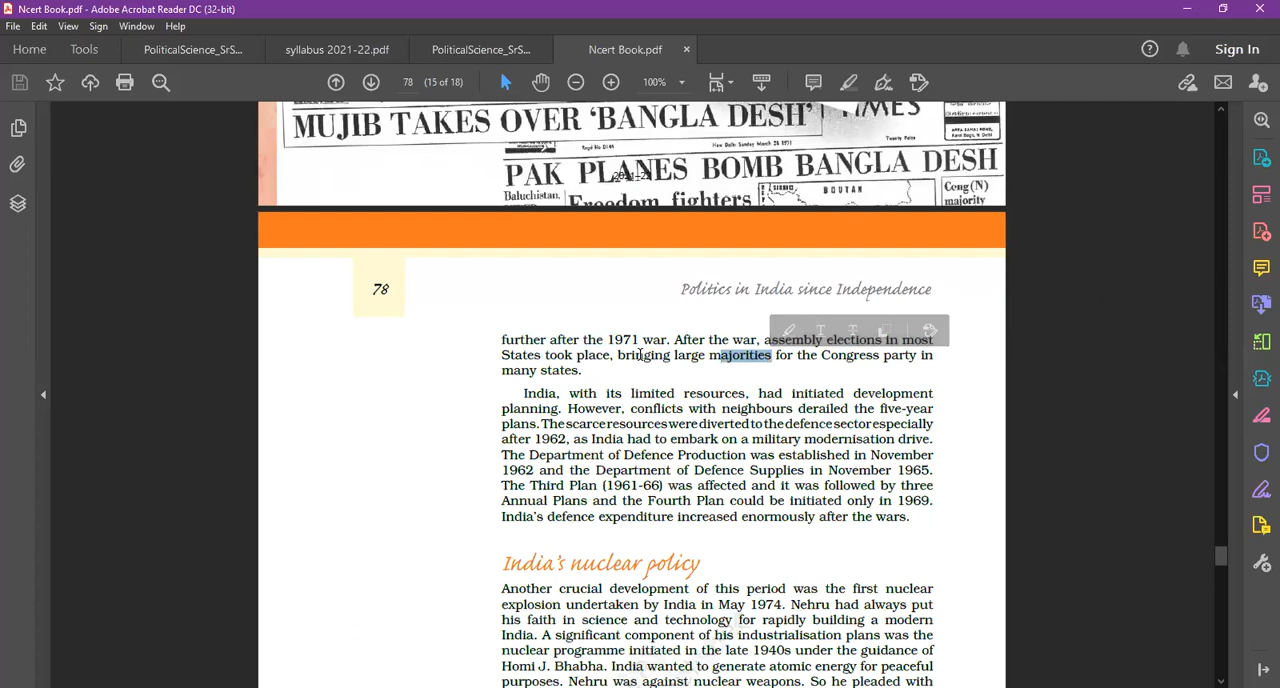 Ncert Book.pdf - Adobe Acrobat Reader DC (32-bit)
File Edit View Sign Window Help
Home Tools PoliticalScience_SrS... syllabus 2021-22.pdf PoliticalScience_SrS... Ncert Book.pdf × ? Sign In
78 (15 of 18) 100%
MUJIB TAKES OVER 'BANGLA DESH' TIMES
New Delhi Sunday March 28 1971
PAK PLANES BOMB BANGLA DESH
2021–22
Baluchistan, Freedom fighters BOUTAN Ceng (N)
majority
78 Politics in India since Independence
further after the 1971 war. After the war, assembly elections in most
States took place, bringing large majorities for the Congress party in
many states.
India, with its limited resources, had initiated development
planning. However, conflicts with neighbours derailed the five-year
plans. The scarce resources were diverted to the defence sector especially
after 1962, as India had to embark on a military modernisation drive.
The Department of Defence Production was established in November
1962 and the Department of Defence Supplies in November 1965.
The Third Plan (1961-66) was affected and it was followed by three
Annual Plans and the Fourth Plan could be initiated only in 1969.
India's defence expenditure increased enormously after the wars.
India's nuclear policy
Another crucial development of this period was the first nuclear
explosion undertaken by India in May 1974. Nehru had always put
his faith in science and technology for rapidly building a modern
India. A significant component of his industrialisation plans was the
nuclear programme initiated in the late 1940s under the guidance of
Homi J. Bhabha. India wanted to generate atomic energy for peaceful
purposes. Nehru was against nuclear weapons. So he pleaded with